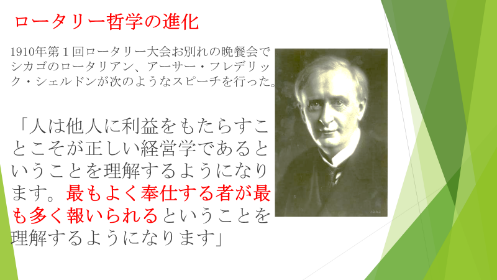 ロータリー哲学の進化
1910年第１回ロータリー大会お別れの晩餐会で
シカゴのロータリアン、アーサー・フレデリッ
ク・シェルドンが次のようなスピーチを行った。
「人は他人に利益をもたらすこ
とこそが正しい経営学であると
いうことを理解するようになり
ます。最もよく奉仕する者が最
も多く報いられるということを
理解するようになります」